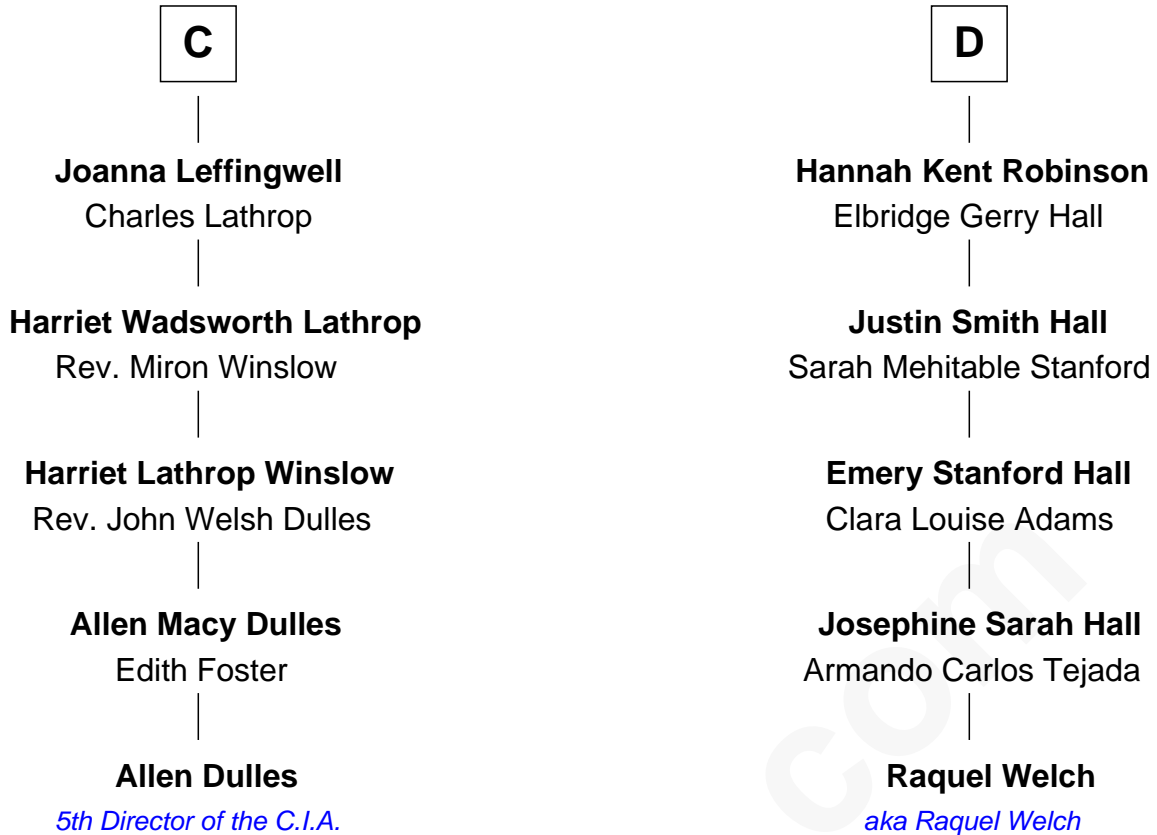 C
Joanna Leffingwell
Charles Lathrop
Harriet Wadsworth Lathrop
Rev. Miron Winslow
Harriet Lathrop Winslow
Rev. John Welsh Dulles
Allen Macy Dulles
Edith Foster
Allen Dulles
5th Director of the C.I.A.
D
Hannah Kent Robinson
Elbridge Gerry Hall
Justin Smith Hall
Sarah Mehitable Stanford
Emery Stanford Hall
Clara Louise Adams
Josephine Sarah Hall
Armando Carlos Tejada
Raquel Welch
aka Raquel Welch
com